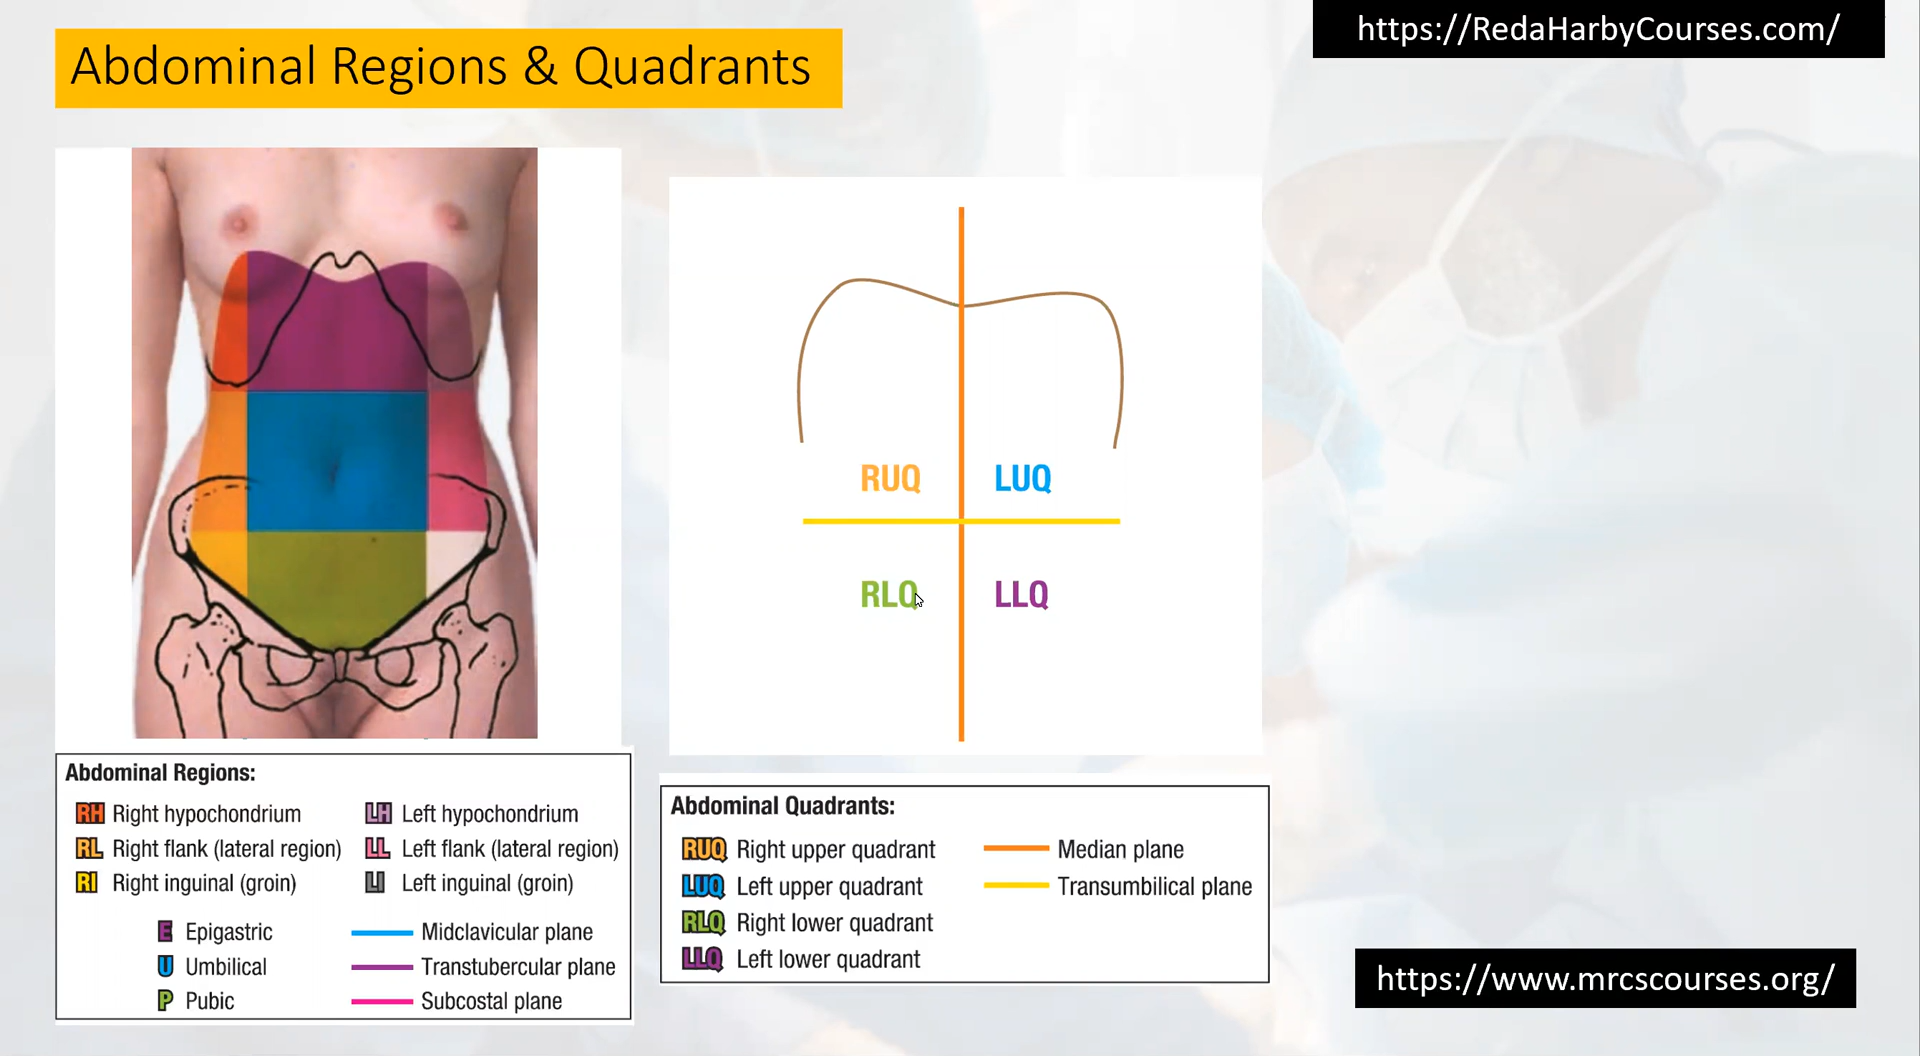 https://RedaHarbyCourses.com/
Abdominal Regions & Quadrants
RUQ LUQ
RLQ LLQ
Abdominal Regions:
RH Right hypochondrium LH Left hypochondrium
RL Right flank (lateral region) LL Left flank (lateral region)
RI Right inguinal (groin) LI Left inguinal (groin)
E Epigastric Midclavicular plane
U Umbilical Transtubercular plane
P Pubic Subcostal plane
Abdominal Quadrants:
RUQ Right upper quadrant Median plane
LUQ Left upper quadrant Transumbilical plane
RLQ Right lower quadrant
LLQ Left lower quadrant
https://www.mrcscourses.org/